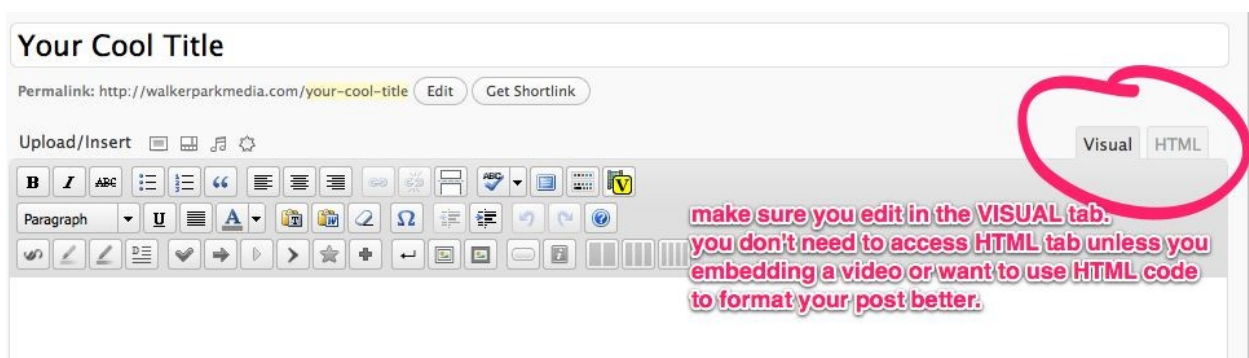 Your Cool Title
Permalink: http://walkerparkmedia.com/your-cool-title Edit Get Shortlink
Upload/Insert
Visual HTML
B I ABC ABC
Paragraph U A T W Ω
make sure you edit in the VISUAL tab.
you don't need to access HTML tab unless you
embedding a video or want to use HTML code
to format your post better.